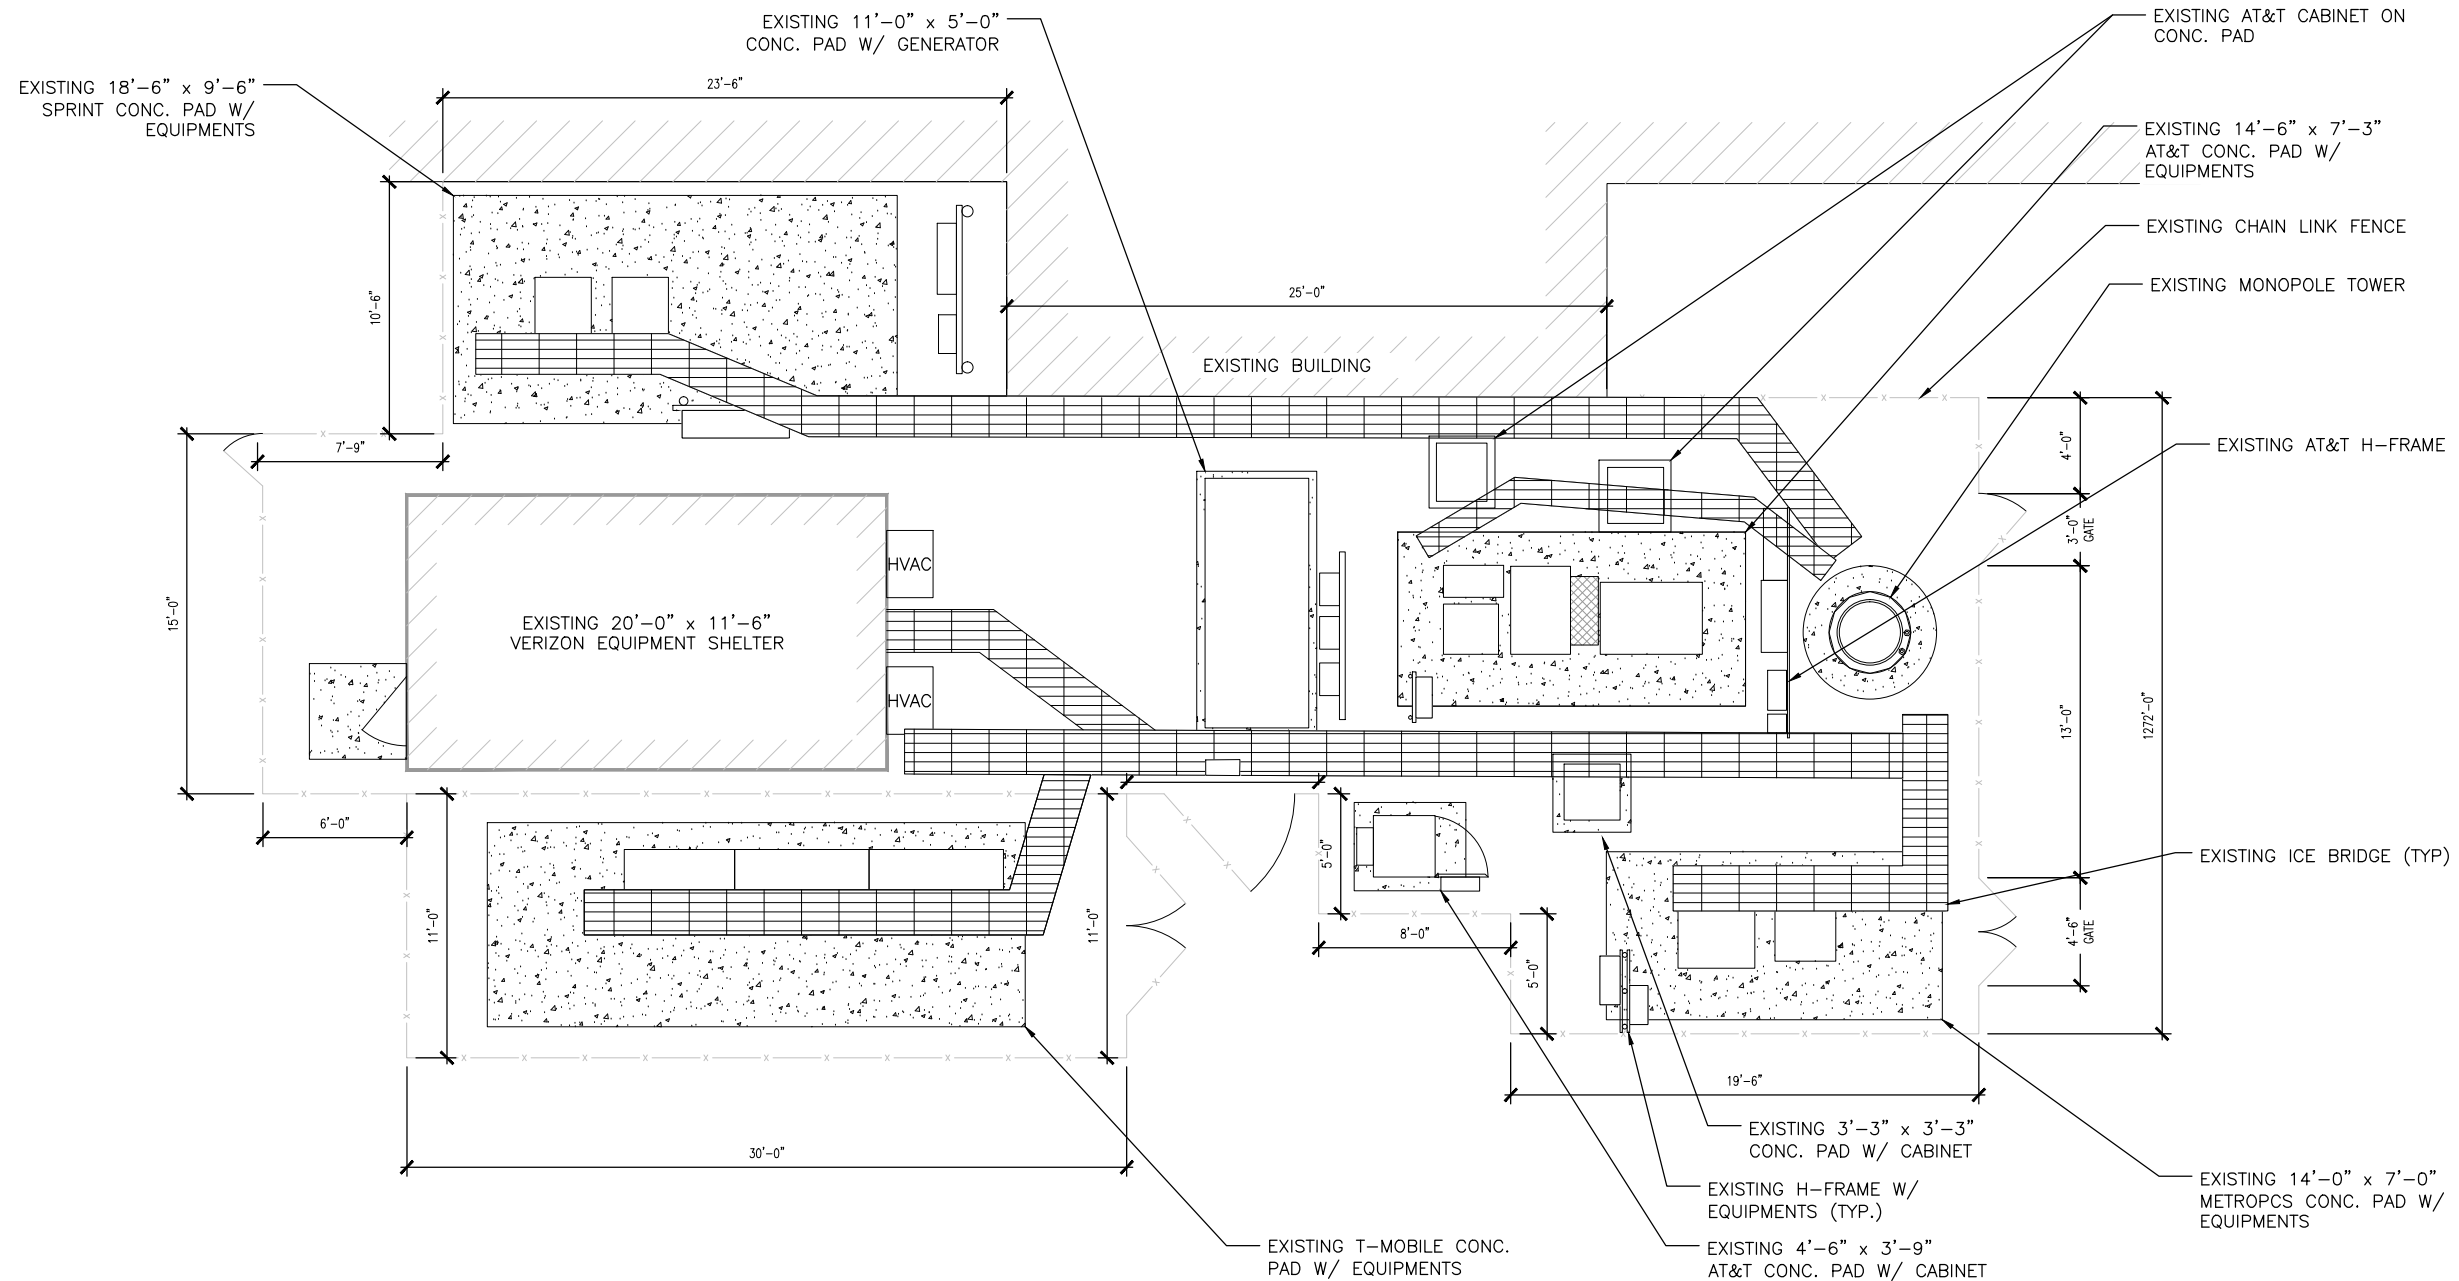 EXISTING 11'-0" x 5'-0"
CONC. PAD W/ GENERATOR
EXISTING AT&T CABINET ON
CONC. PAD
EXISTING 18'-6" x 9'-6"
SPRINT CONC. PAD W/
EQUIPMENTS
23'-6"
EXISTING 14'-6" x 7'-3"
AT&T CONC. PAD W/
EQUIPMENTS
EXISTING CHAIN LINK FENCE
EXISTING MONOPOLE TOWER
10'-6"
25'-0"
EXISTING BUILDING
7'-9"
4'-0"
EXISTING AT&T H-FRAME
3'-0"
GATE
HVAC
15'-0"
EXISTING 20'-0" x 11'-6"
VERIZON EQUIPMENT SHELTER
HVAC
13'-0"
1272'-0"
6'-0"
5'-0"
EXISTING ICE BRIDGE (TYP)
11'-0"
11'-0"
8'-0"
4'-6"
GATE
5'-0"
19'-6"
30'-0"
EXISTING 3'-3" x 3'-3"
CONC. PAD W/ CABINET
EXISTING H-FRAME W/
EQUIPMENTS (TYP.)
EXISTING 14'-0" x 7'-0"
METROPCS CONC. PAD W/
EQUIPMENTS
EXISTING T-MOBILE CONC.
PAD W/ EQUIPMENTS
EXISTING 4'-6" x 3'-9"
AT&T CONC. PAD W/ CABINET